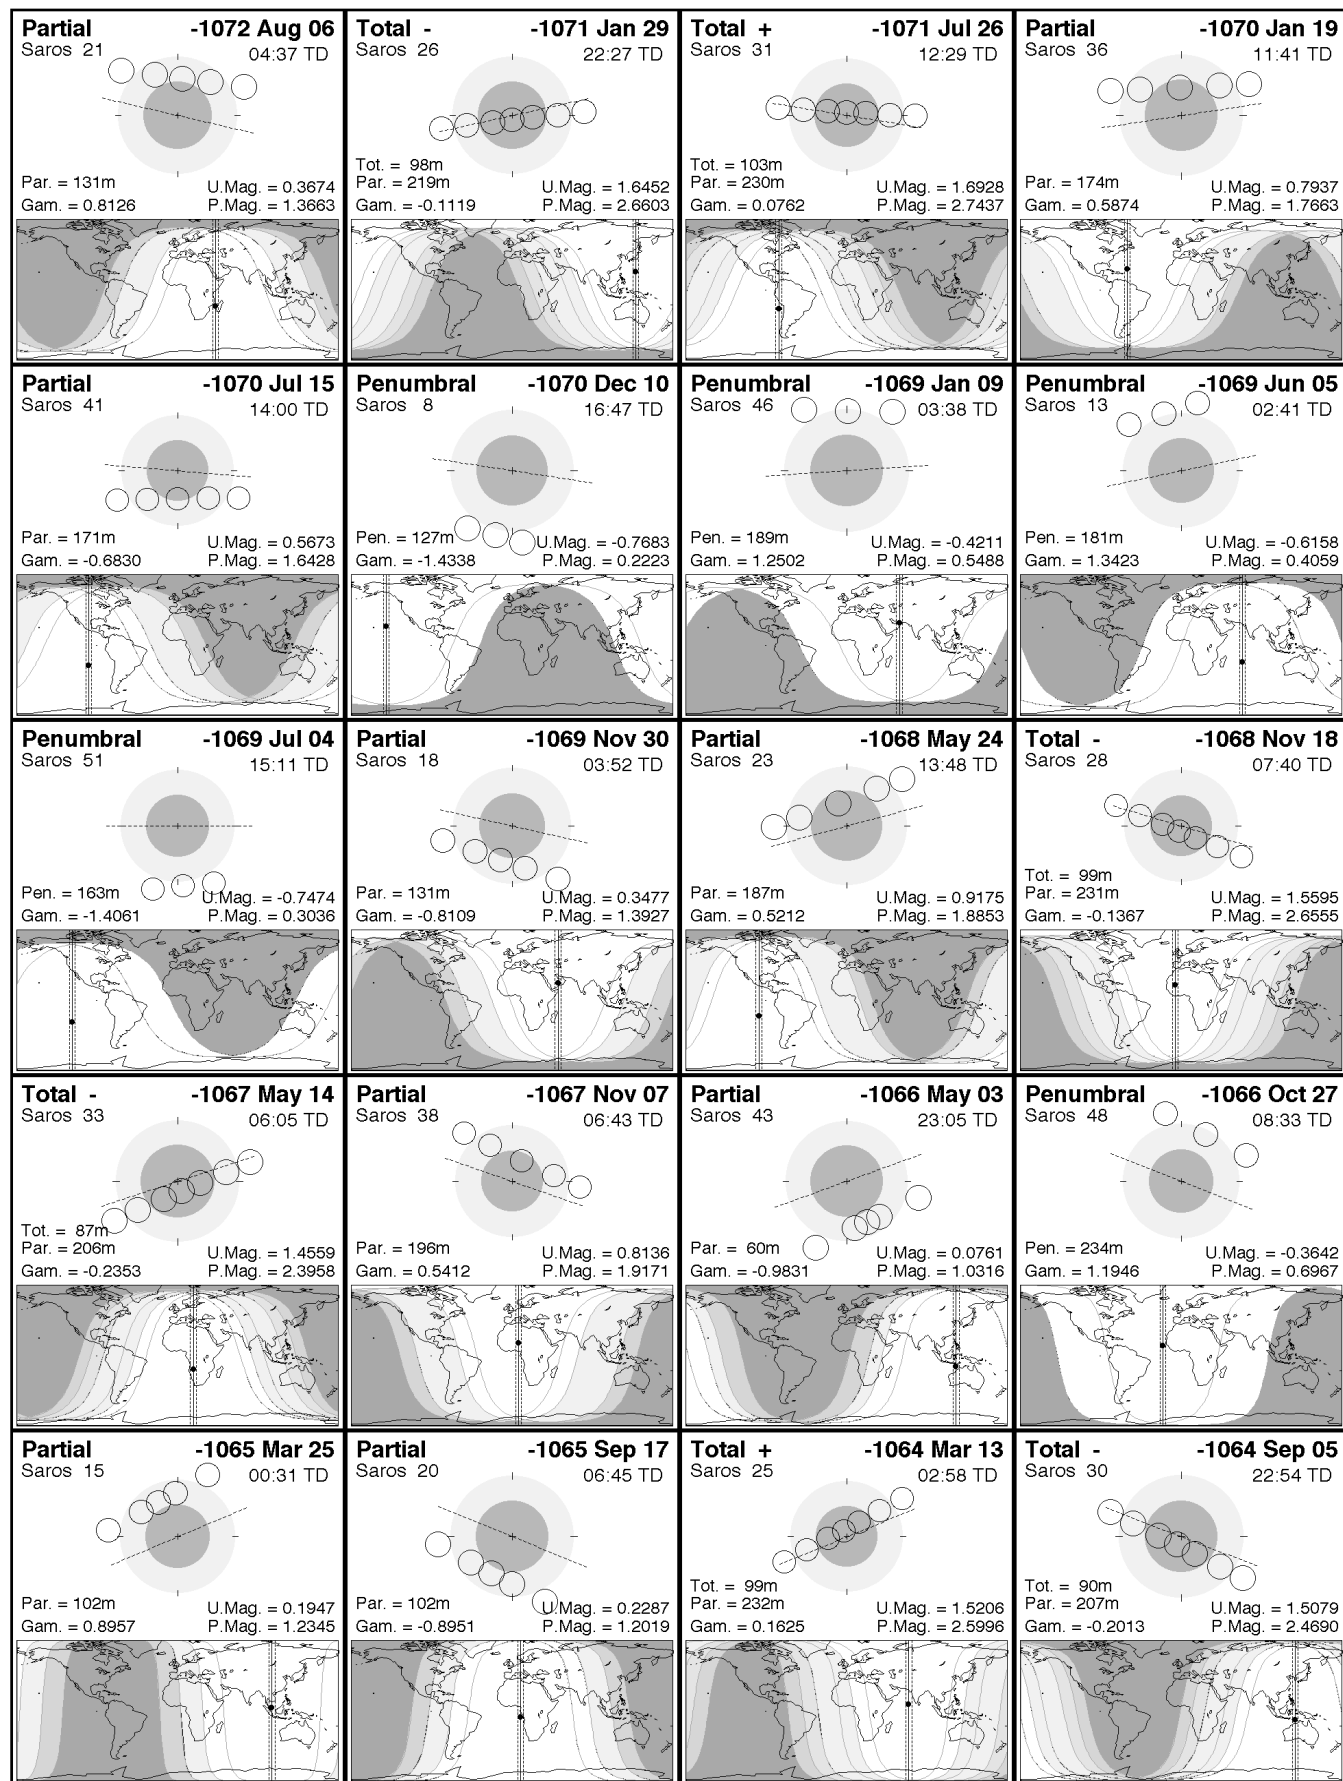 Partial -1072 Aug 06
Saros 21 04:37 TD
Par. = 131m U.Mag. = 0.3674
Gam. = 0.8126 P.Mag. = 1.3663
Total - -1071 Jan 29
Saros 26 22:27 TD
Tot. = 98m
Par. = 219m U.Mag. = 1.6452
Gam. = -0.1119 P.Mag. = 2.6603
Total + -1071 Jul 26
Saros 31 12:29 TD
Tot. = 103m
Par. = 230m U.Mag. = 1.6928
Gam. = 0.0762 P.Mag. = 2.7437
Partial -1070 Jan 19
Saros 36 11:41 TD
Par. = 174m U.Mag. = 0.7937
Gam. = 0.5874 P.Mag. = 1.7663
Partial -1070 Jul 15
Saros 41 14:00 TD
Par. = 171m U.Mag. = 0.5673
Gam. = -0.6830 P.Mag. = 1.6428
Penumbral -1070 Dec 10
Saros 8 16:47 TD
Pen. = 127m U.Mag. = -0.7683
Gam. = -1.4338 P.Mag. = 0.2223
Penumbral -1069 Jan 09
Saros 46 03:38 TD
Pen. = 189m U.Mag. = -0.4211
Gam. = 1.2502 P.Mag. = 0.5488
Penumbral -1069 Jun 05
Saros 13 02:41 TD
Pen. = 181m U.Mag. = -0.6158
Gam. = 1.3423 P.Mag. = 0.4059
Penumbral -1069 Jul 04
Saros 51 15:11 TD
Pen. = 163m U.Mag. = -0.7474
Gam. = -1.4061 P.Mag. = 0.3036
Partial -1069 Nov 30
Saros 18 03:52 TD
Par. = 131m U.Mag. = 0.3477
Gam. = -0.8109 P.Mag. = 1.3927
Partial -1068 May 24
Saros 23 13:48 TD
Par. = 187m U.Mag. = 0.9175
Gam. = 0.5212 P.Mag. = 1.8853
Total - -1068 Nov 18
Saros 28 07:40 TD
Tot. = 99m
Par. = 231m U.Mag. = 1.5595
Gam. = -0.1367 P.Mag. = 2.6555
Total - -1067 May 14
Saros 33 06:05 TD
Tot. = 87m
Par. = 206m U.Mag. = 1.4559
Gam. = -0.2353 P.Mag. = 2.3958
Partial -1067 Nov 07
Saros 38 06:43 TD
Par. = 196m U.Mag. = 0.8136
Gam. = 0.5412 P.Mag. = 1.9171
Partial -1066 May 03
Saros 43 23:05 TD
Par. = 60m U.Mag. = 0.0761
Gam. = -0.9831 P.Mag. = 1.0316
Penumbral -1066 Oct 27
Saros 48 08:33 TD
Pen. = 234m U.Mag. = -0.3642
Gam. = 1.1946 P.Mag. = 0.6967
Partial -1065 Mar 25
Saros 15 00:31 TD
Par. = 102m U.Mag. = 0.1947
Gam. = 0.8957 P.Mag. = 1.2345
Partial -1065 Sep 17
Saros 20 06:45 TD
Par. = 102m U.Mag. = 0.2287
Gam. = -0.8951 P.Mag. = 1.2019
Total + -1064 Mar 13
Saros 25 02:58 TD
Tot. = 99m
Par. = 232m U.Mag. = 1.5206
Gam. = 0.1625 P.Mag. = 2.5996
Total - -1064 Sep 05
Saros 30 22:54 TD
Tot. = 90m
Par. = 207m U.Mag. = 1.5079
Gam. = -0.2013 P.Mag. = 2.4690